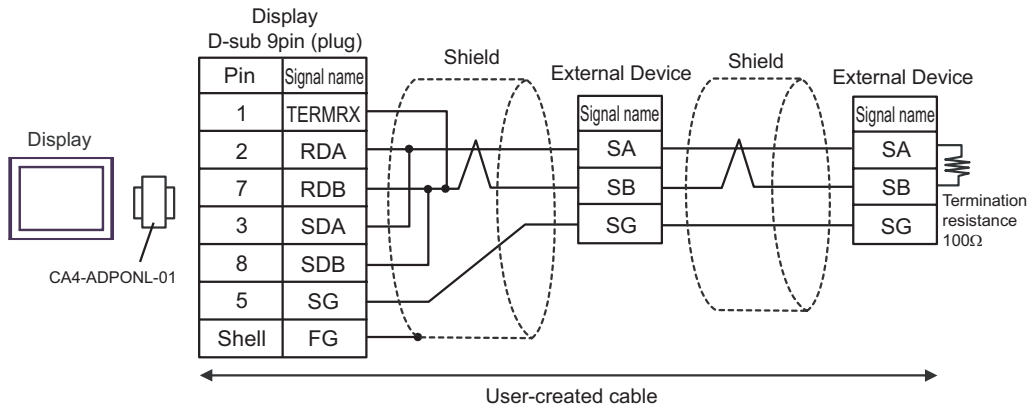 Display
D-sub 9pin (plug)
Pin Signal name
1 TERMRX
2 RDA
7 RDB
3 SDA
8 SDB
5 SG
Shell FG
Shield
External Device
Signal name
SA
SB
SG
Shield
External Device
Signal name
SA
SB
SG
Termination
resistance
100Ω
Display
CA4-ADPONL-01
User-created cable